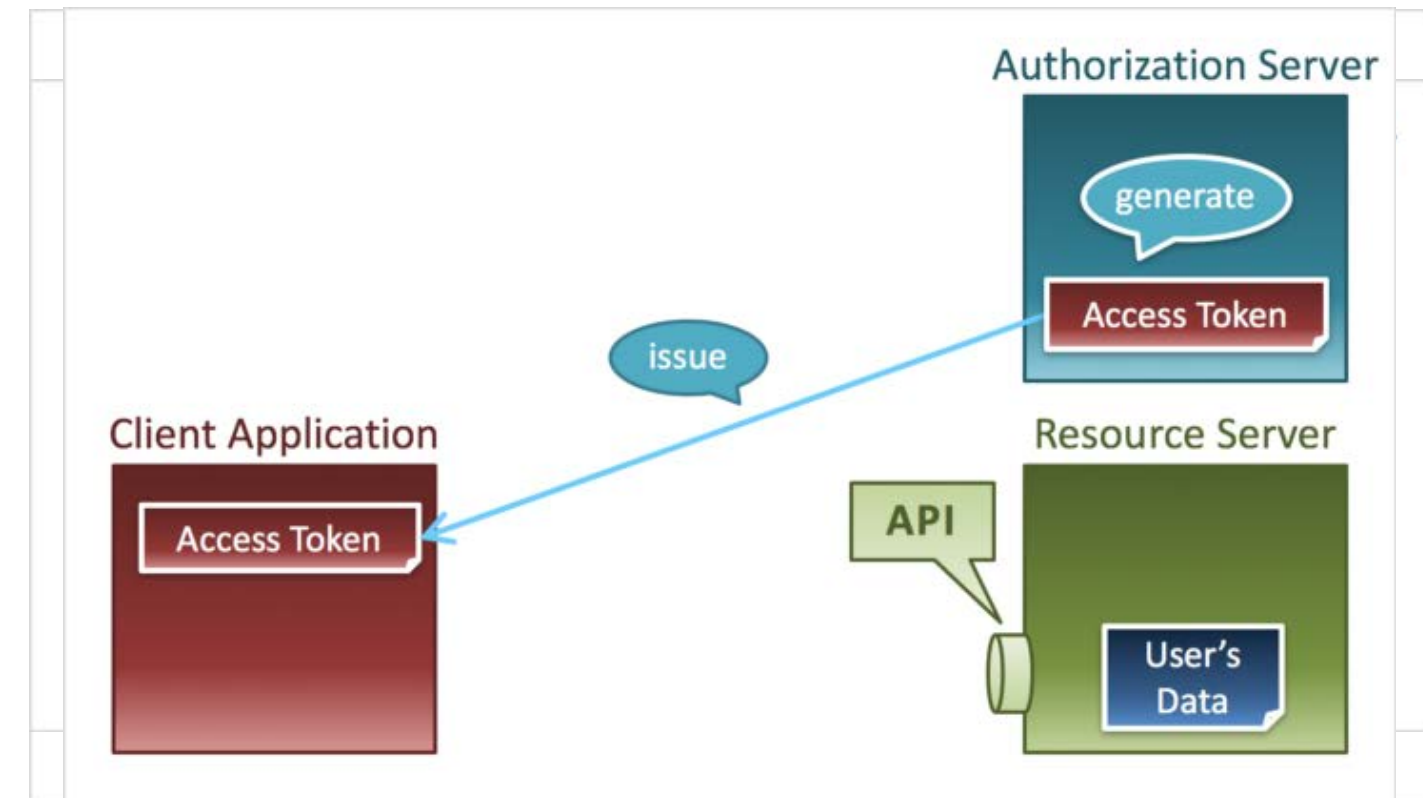 Authorization Server
generate
Access Token
issue
Client Application
Access Token
Resource Server
API
User's
Data